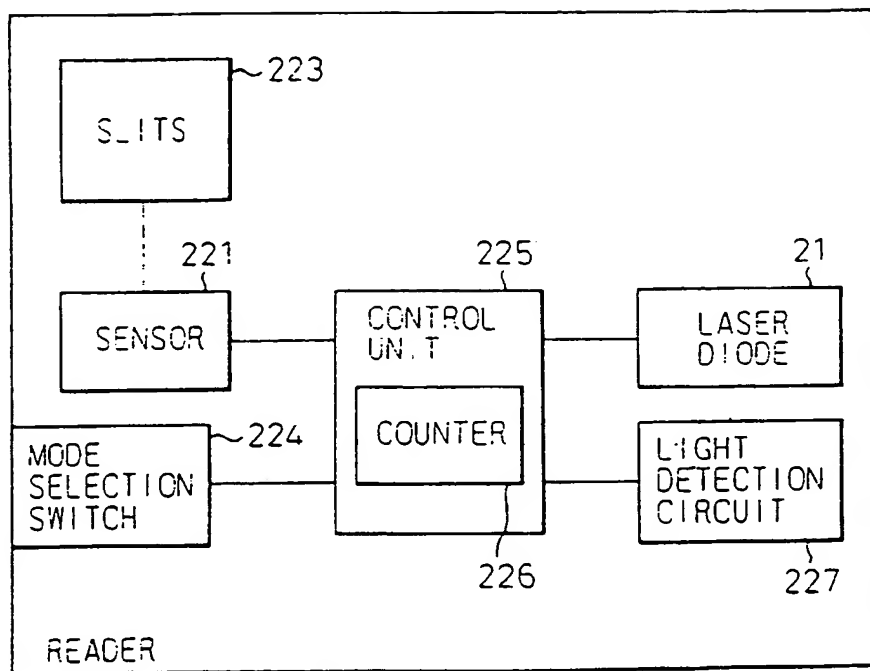 223
SLITS
221
225
21
SENSOR
CONTROL
UNIT
LASER
DIODE
224
COUNTER
MODE
SELECTION
SWITCH
LIGHT
DETECTION
CIRCUIT
226
227
READER